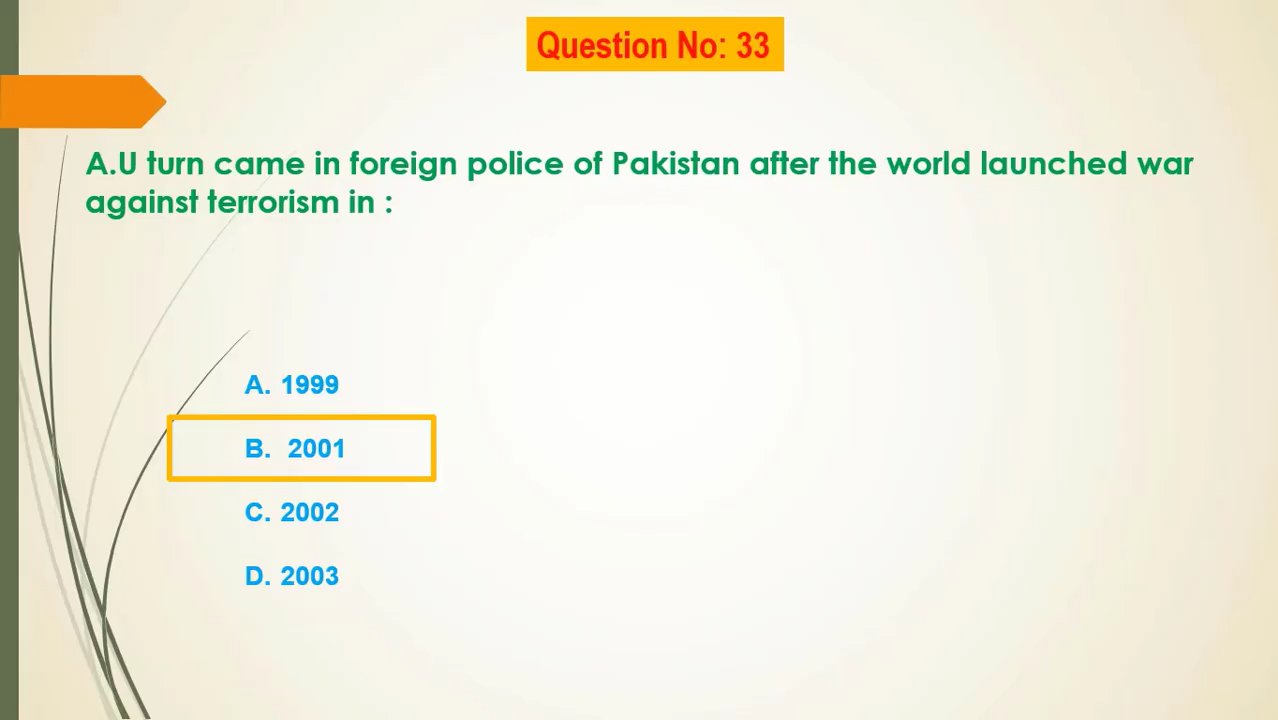 Question No: 33
A.U turn came in foreign police of Pakistan after the world launched war
against terrorism in :
A. 1999
B. 2001
C. 2002
D. 2003